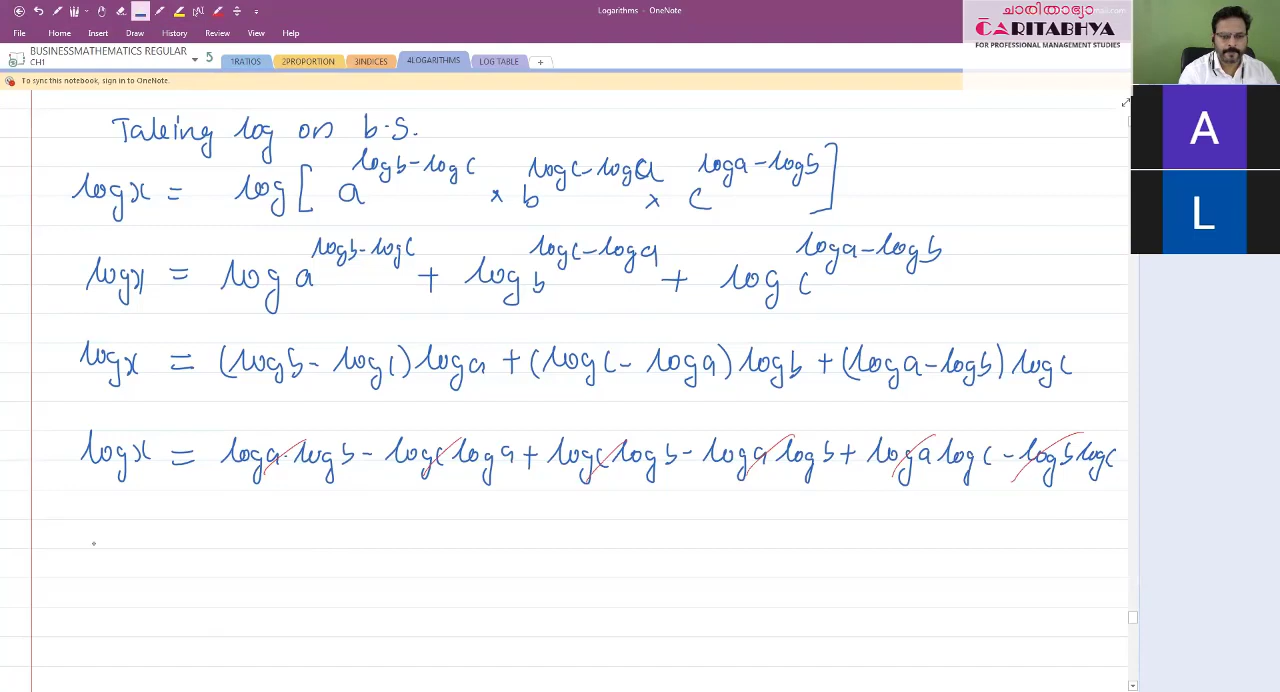 Logarithms - OneNote
ചാരിതാഭ്യാ
mail.com
CARITABHYA
FOR PROFESSIONAL MANAGEMENT STUDIES
File Home Insert Draw History Review View Help
BUSINESSMATHEMATICS REGULAR
CH1
1RATIOS 2PROPORTION 3INDICES 4LOGARITHMS LOG TABLE +
To sync this notebook, sign in to OneNote.
Taking log on b.s.
logx = log[ a^(logb-logc) × b^(logc-loga) × c^(loga-logb) ]
logx = log a^(logb-logc) + log b^(logc-loga) + log c^(loga-logb)
logx = (logb - logc) loga + (logc - loga) logb + (loga - logb) logc
logx = loga.logb - logc loga + logc logb - loga logb + loga logc - logb logc
A
L